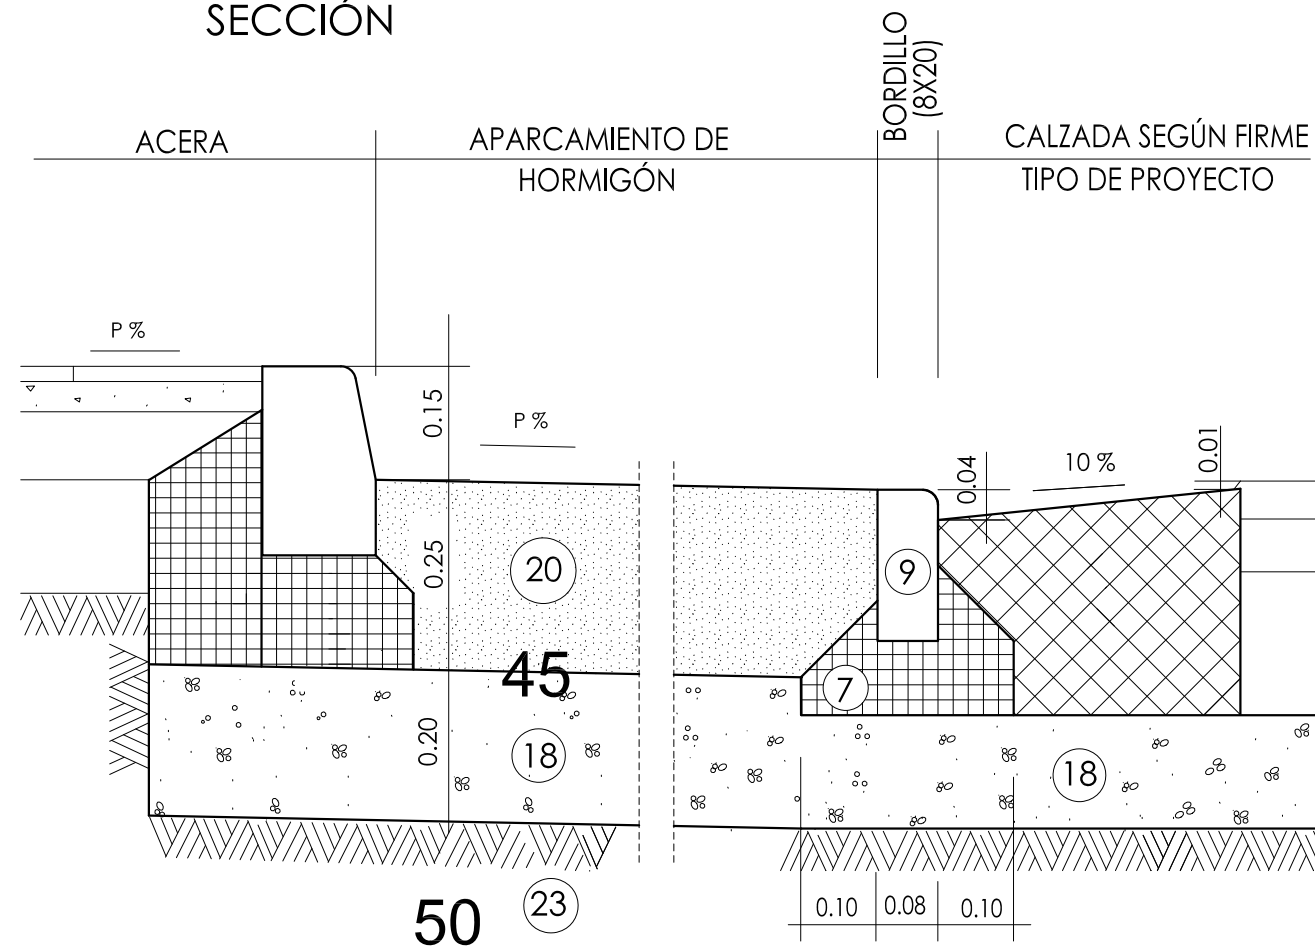 SECCIÓN
BORDILLO
(8X20)
ACERA
APARCAMIENTO DE
HORMIGÓN
CALZADA SEGÚN FIRME
TIPO DE PROYECTO
P %
0.15
P %
0.04
10 %
0.01
0.25
20
9
45
7
0.20
18
18
50
23
0.10
0.08
0.10